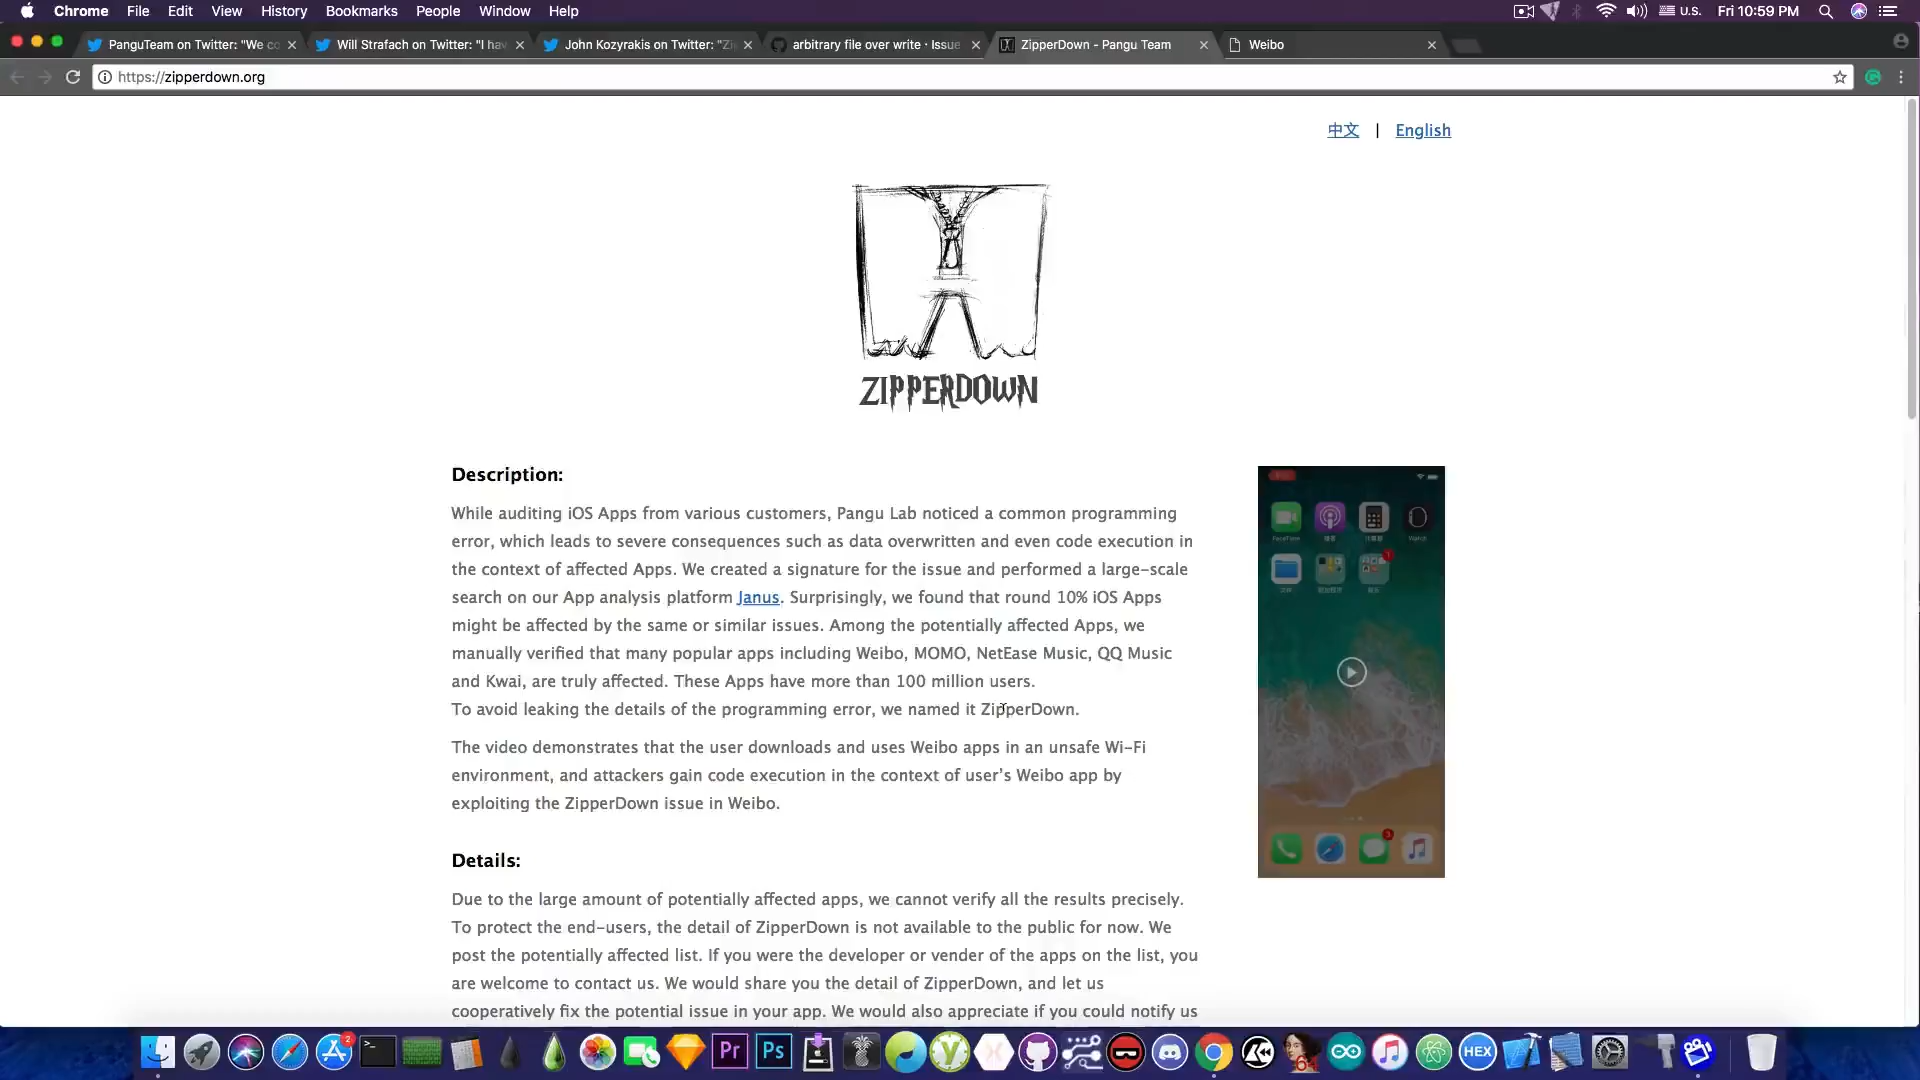 Chrome File Edit View History Bookmarks People Window Help
U.S. Fri 10:59 PM
PanguTeam on Twitter: "We co
Will Strafach on Twitter: "I hav
John Kozyrakis on Twitter: "Zi
arbitrary file over write · Issue
ZipperDown - Pangu Team
Weibo
https://zipperdown.org
中文 | English
ZIPPERDOWN
Description:
While auditing iOS Apps from various customers, Pangu Lab noticed a common programming
error, which leads to severe consequences such as data overwritten and even code execution in
the context of affected Apps. We created a signature for the issue and performed a large-scale
search on our App analysis platform Janus. Surprisingly, we found that round 10% iOS Apps
might be affected by the same or similar issues. Among the potentially affected Apps, we
manually verified that many popular apps including Weibo, MOMO, NetEase Music, QQ Music
and Kwai, are truly affected. These Apps have more than 100 million users.
To avoid leaking the details of the programming error, we named it ZipperDown.
The video demonstrates that the user downloads and uses Weibo apps in an unsafe Wi-Fi
environment, and attackers gain code execution in the context of user's Weibo app by
exploiting the ZipperDown issue in Weibo.
FaceTime
Watch
Details:
Due to the large amount of potentially affected apps, we cannot verify all the results precisely.
To protect the end-users, the detail of ZipperDown is not available to the public for now. We
post the potentially affected list. If you were the developer or vender of the apps on the list, you
are welcome to contact us. We would share you the detail of ZipperDown, and let us
cooperatively fix the potential issue in your app. We would also appreciate if you could notify us
2
Pr
Ps
64
HEX